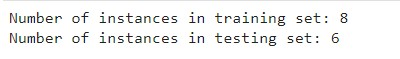 Number of instances in training set: 8
Number of instances in testing set: 6